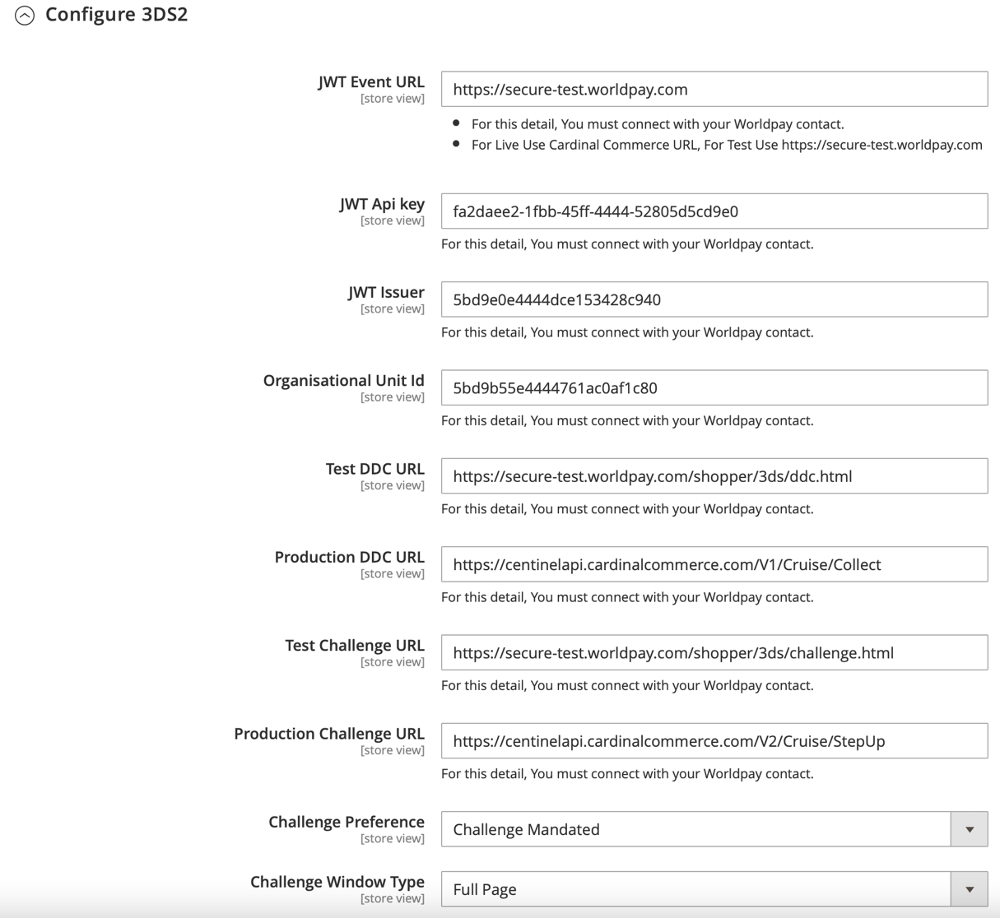 Configure 3DS2
JWT Event URL
[store view]
https://secure-test.worldpay.com
For this detail, You must connect with your Worldpay contact.
For Live Use Cardinal Commerce URL, For Test Use https://secure-test.worldpay.com
JWT Api key
[store view]
fa2daee2-1fbb-45ff-4444-52805d5cd9e0
For this detail, You must connect with your Worldpay contact.
JWT Issuer
[store view]
5bd9e0e4444dce153428c940
For this detail, You must connect with your Worldpay contact.
Organisational Unit Id
[store view]
5bd9b55e4444761ac0af1c80
For this detail, You must connect with your Worldpay contact.
Test DDC URL
[store view]
https://secure-test.worldpay.com/shopper/3ds/ddc.html
For this detail, You must connect with your Worldpay contact.
Production DDC URL
[store view]
https://centinelapi.cardinalcommerce.com/V1/Cruise/Collect
For this detail, You must connect with your Worldpay contact.
Test Challenge URL
[store view]
https://secure-test.worldpay.com/shopper/3ds/challenge.html
For this detail, You must connect with your Worldpay contact.
Production Challenge URL
[store view]
https://centinelapi.cardinalcommerce.com/V2/Cruise/StepUp
For this detail, You must connect with your Worldpay contact.
Challenge Preference
[store view]
Challenge Mandated
Challenge Window Type
[store view]
Full Page